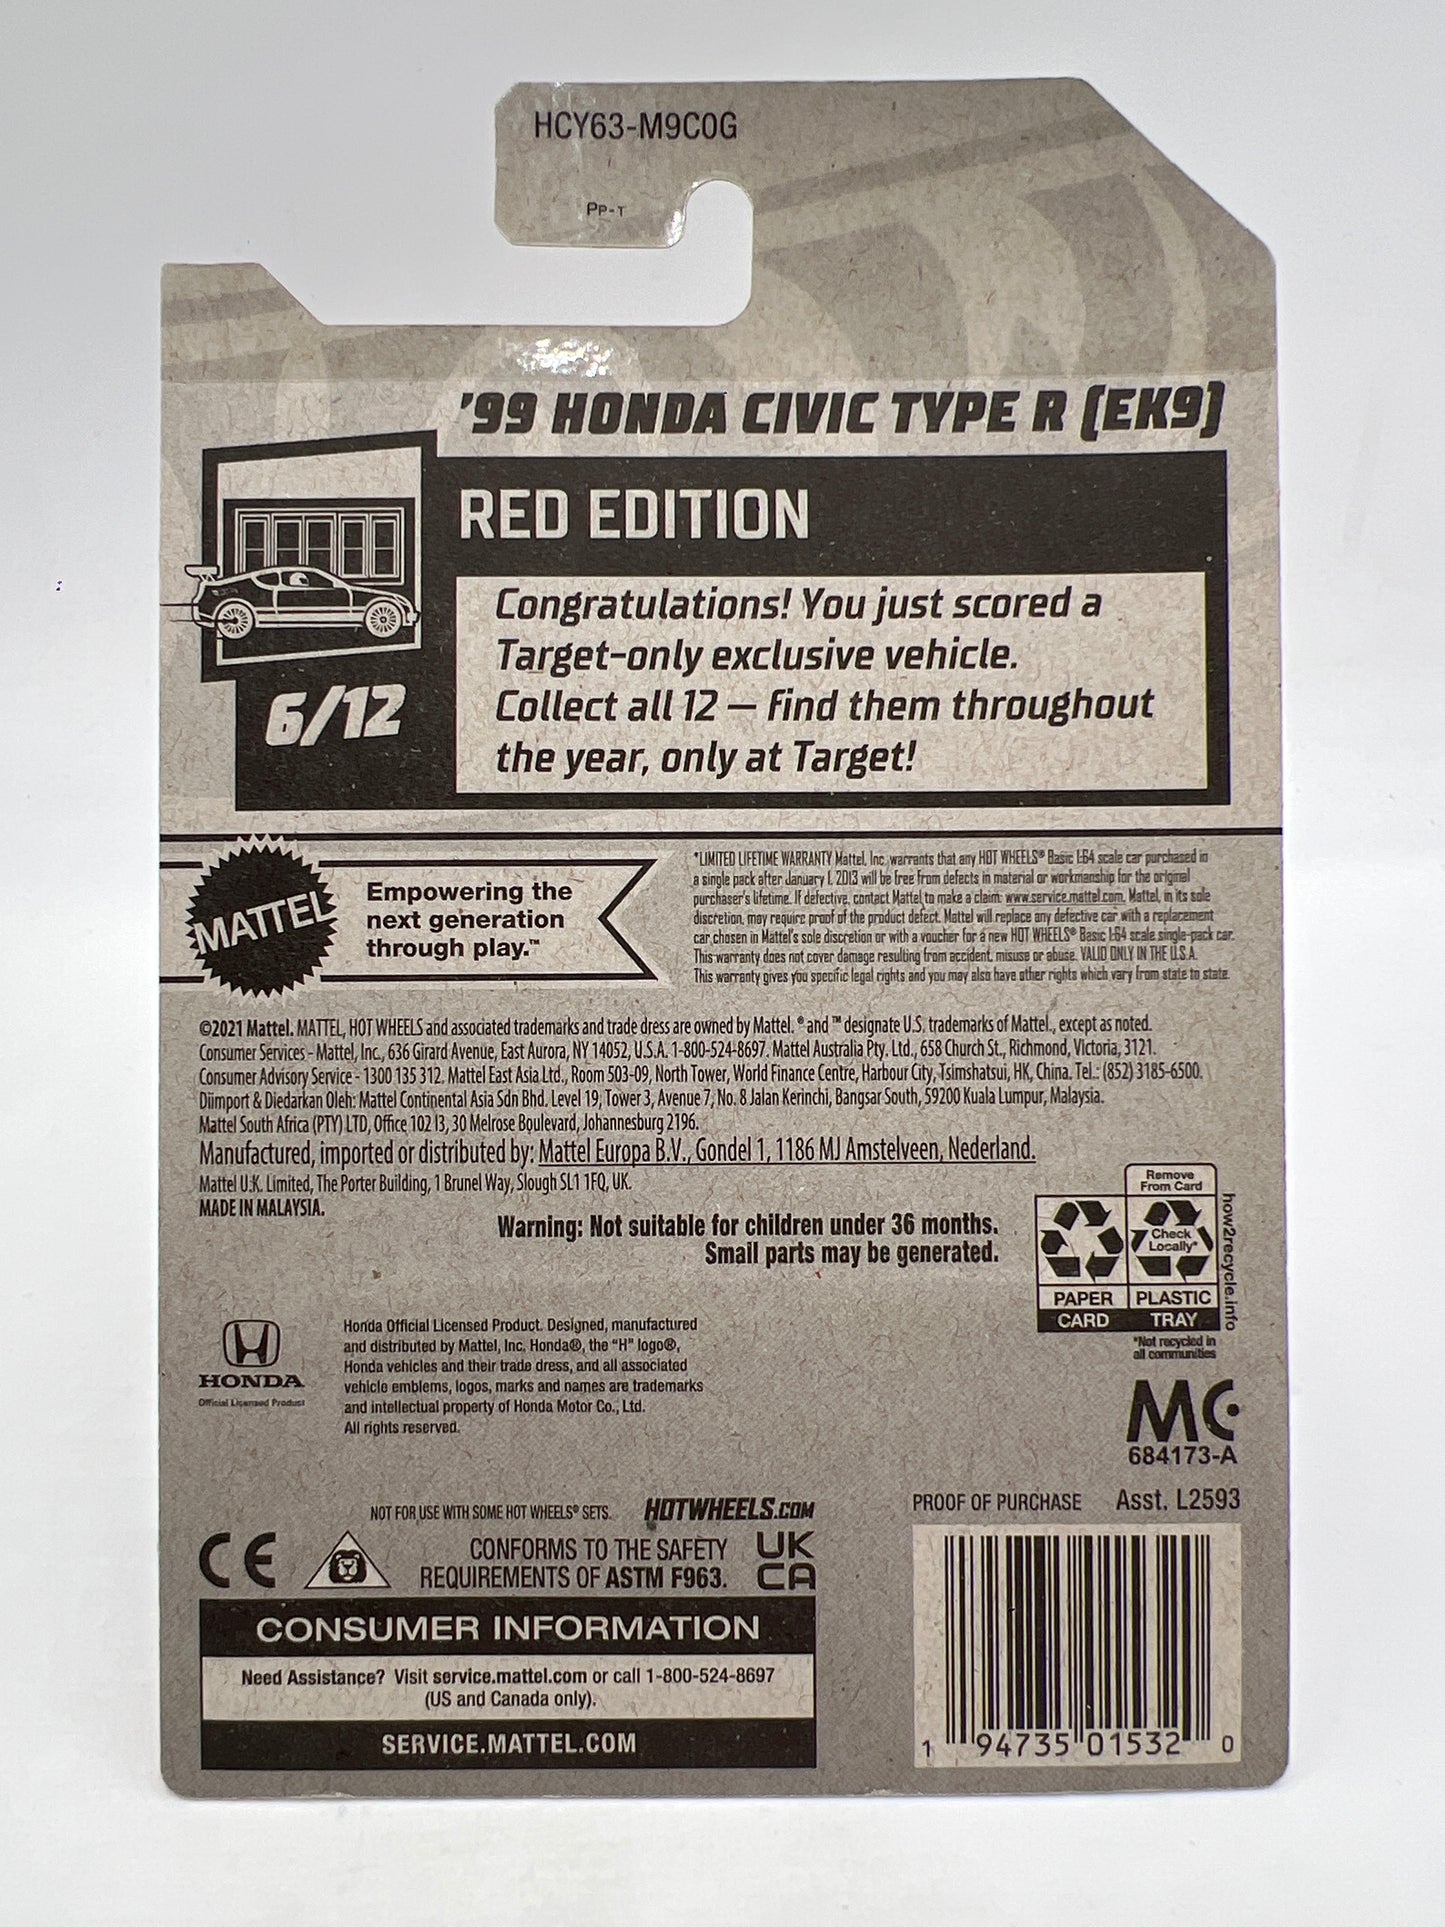 HCY63-M9C0G
PP-T
'99 HONDA CIVIC TYPE R (EK9)
RED EDITION
Congratulations! You just scored a
Target-only exclusive vehicle.
Collect all 12 — find them throughout
the year, only at Target!
6/12
MATTEL
Empowering the
next generation
through play.™
*LIMITED LIFETIME WARRANTY Mattel, Inc. warrants that any HOT WHEELS® Basic 1:64 scale car purchased in
a single pack after January 1, 2013 will be free from defects in material or workmanship for the original
purchaser's lifetime. If defective, contact Mattel to make a claim: www.service.mattel.com. Mattel, in its sole
discretion, may require proof of the product defect. Mattel will replace any defective car with a replacement
car chosen in Mattel's sole discretion or with a voucher for a new HOT WHEELS® Basic 1:64 scale single-pack car.
This warranty does not cover damage resulting from accident, misuse or abuse. VALID ONLY IN THE U.S.A.
This warranty gives you specific legal rights and you may also have other rights which vary from state to state.
©2021 Mattel. MATTEL, HOT WHEELS and associated trademarks and trade dress are owned by Mattel. ® and ™ designate U.S. trademarks of Mattel., except as noted.
Consumer Services - Mattel, Inc., 636 Girard Avenue, East Aurora, NY 14052, U.S.A. 1-800-524-8697. Mattel Australia Pty. Ltd., 658 Church St., Richmond, Victoria, 3121.
Consumer Advisory Service - 1300 135 312. Mattel East Asia Ltd., Room 503-09, North Tower, World Finance Centre, Harbour City, Tsimshatsui, HK, China. Tel.: (852) 3185-6500.
Diimport & Diedarkan Oleh: Mattel Continental Asia Sdn Bhd. Level 19, Tower 3, Avenue 7, No. 8 Jalan Kerinchi, Bangsar South, 59200 Kuala Lumpur, Malaysia.
Mattel South Africa (PTY) LTD, Office 102 I3, 30 Melrose Boulevard, Johannesburg 2196.
Manufactured, imported or distributed by: Mattel Europa B.V., Gondel 1, 1186 MJ Amstelveen, Nederland.
Mattel U.K. Limited, The Porter Building, 1 Brunel Way, Slough SL1 1FQ, UK.
MADE IN MALAYSIA.
Warning: Not suitable for children under 36 months.
Small parts may be generated.
Remove
From Card
Check
Locally*
PAPER
CARD
PLASTIC
TRAY
how2recycle.info
*Not recycled in
all communities
HONDA
Official Licensed Product
Honda Official Licensed Product. Designed, manufactured
and distributed by Mattel, Inc. Honda®, the "H" logo®,
Honda vehicles and their trade dress, and all associated
vehicle emblems, logos, marks and names are trademarks
and intellectual property of Honda Motor Co., Ltd.
All rights reserved.
MC
684173-A
NOT FOR USE WITH SOME HOT WHEELS® SETS.
HOTWHEELS.COM
CE
CONFORMS TO THE SAFETY
REQUIREMENTS OF ASTM F963.
UK
CA
PROOF OF PURCHASE
Asst. L2593
CONSUMER INFORMATION
Need Assistance? Visit service.mattel.com or call 1-800-524-8697
(US and Canada only).
SERVICE.MATTEL.COM
1 94735 01532 0